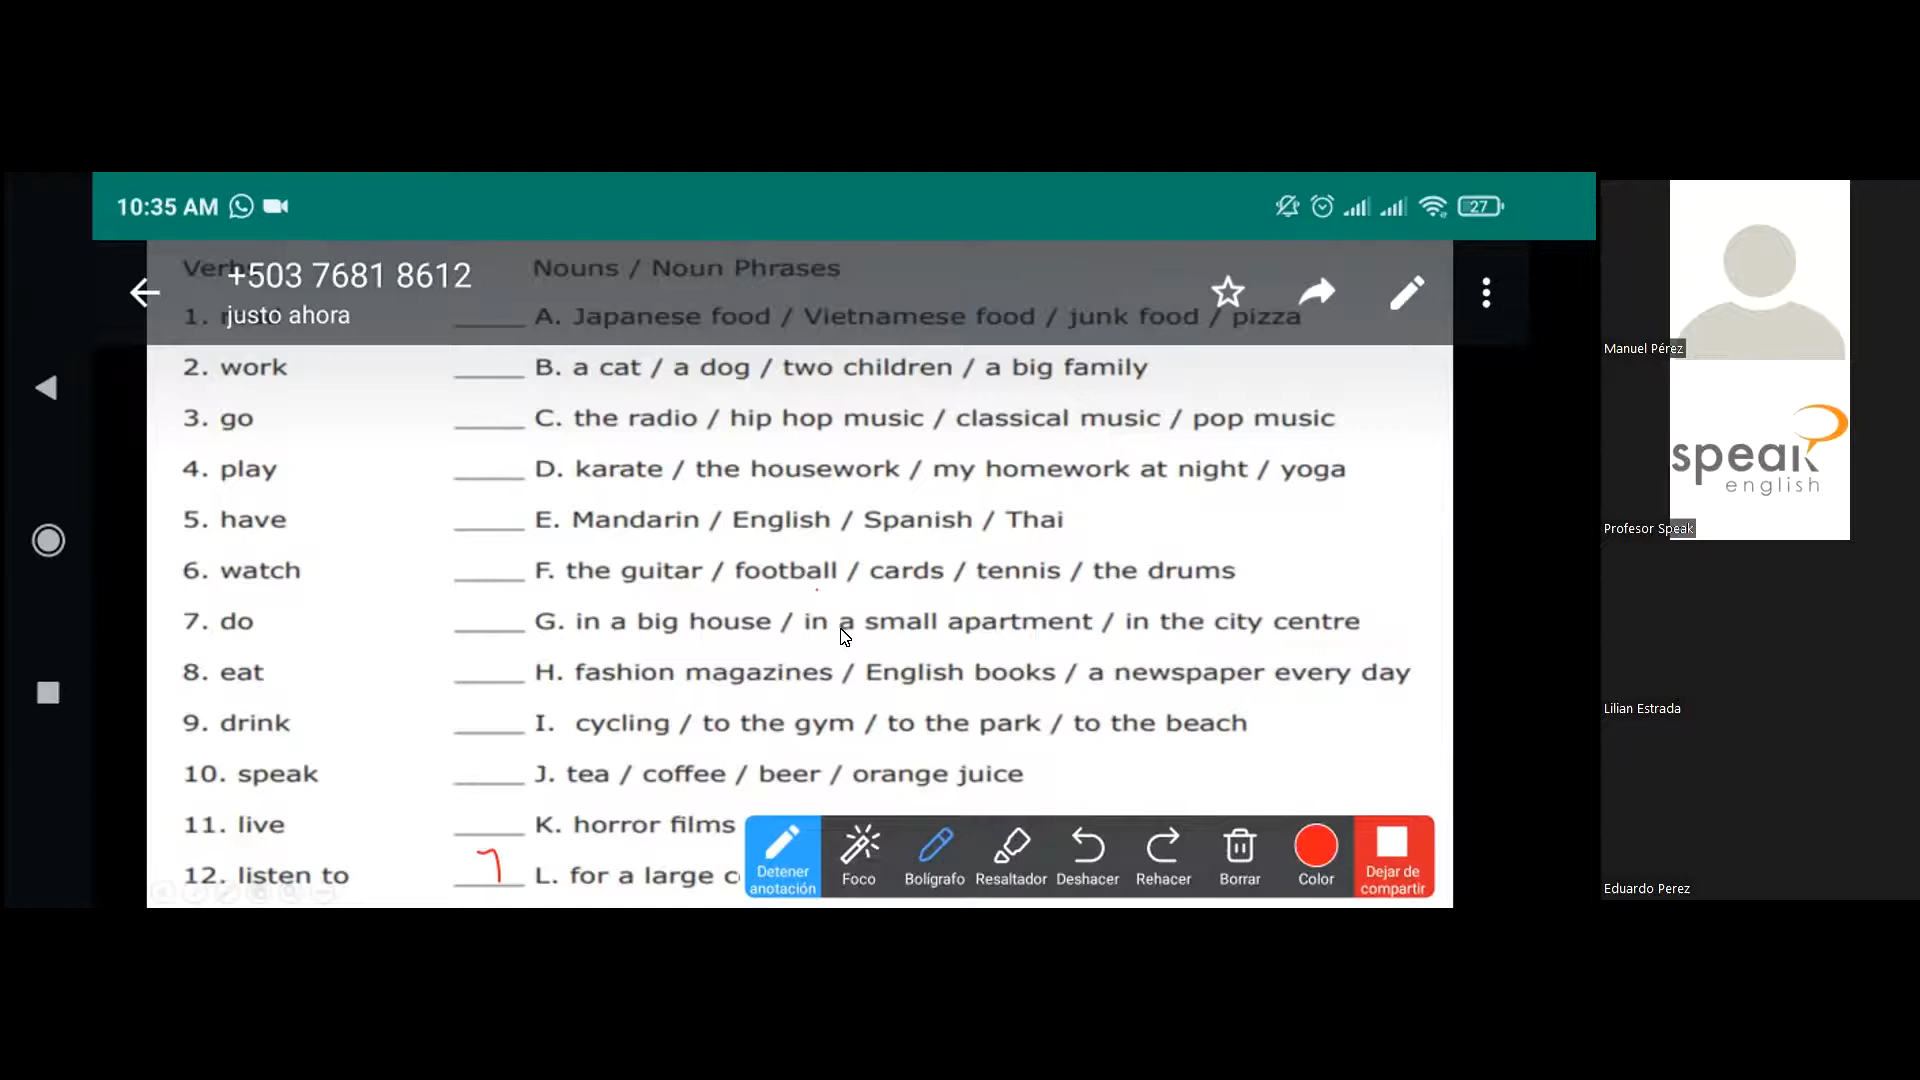 10:35 AM
27
Verb
Nouns / Noun Phrases
+503 7681 8612
justo ahora
1.
A. Japanese food / Vietnamese food / junk food / pizza
2. work
B. a cat / a dog / two children / a big family
3. go
C. the radio / hip hop music / classical music / pop music
4. play
D. karate / the housework / my homework at night / yoga
5. have
E. Mandarin / English / Spanish / Thai
6. watch
F. the guitar / football / cards / tennis / the drums
7. do
G. in a big house / in a small apartment / in the city centre
8. eat
H. fashion magazines / English books / a newspaper every day
9. drink
I. cycling / to the gym / to the park / to the beach
10. speak
J. tea / coffee / beer / orange juice
11. live
K. horror films
12. listen to
7
L. for a large c
Detener anotación
Foco
Bolígrafo
Resaltador
Deshacer
Rehacer
Borrar
Color
Dejar de compartir
Manuel Pérez
speak
english
Profesor Speak
Lilian Estrada
Eduardo Perez